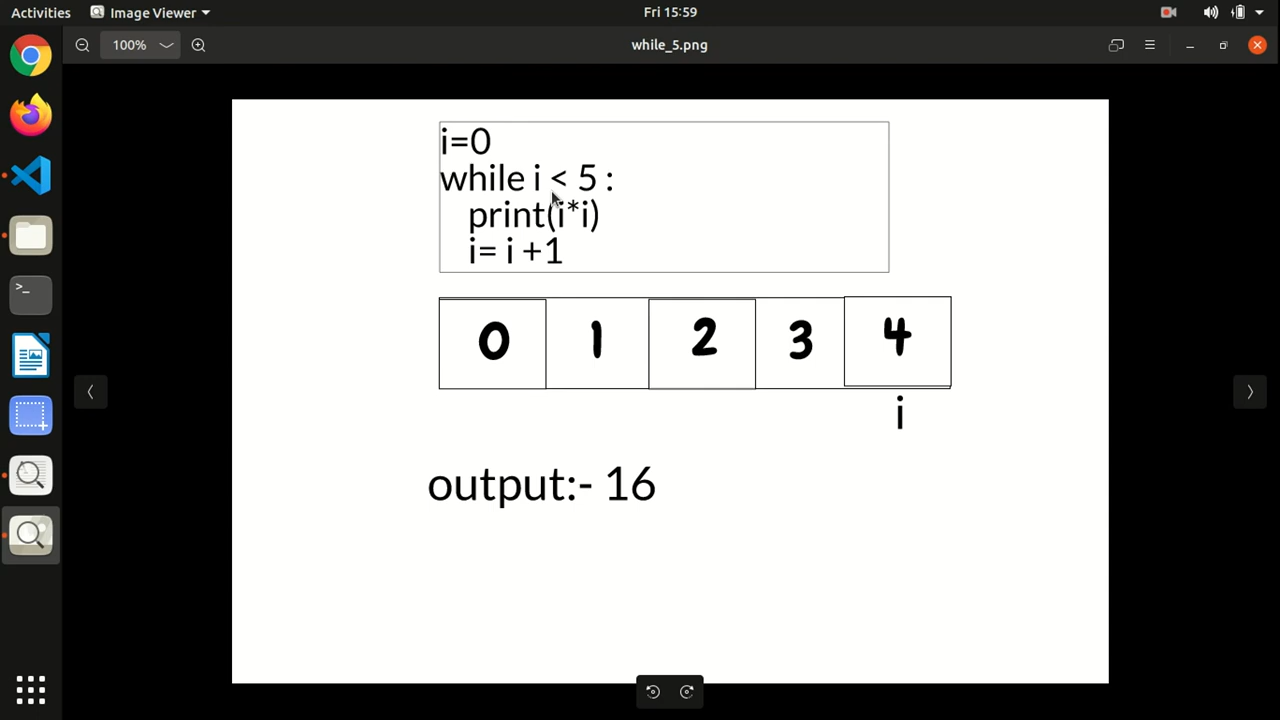 Activities Image Viewer Fri 15:59
100% while_5.png
i=0
while i < 5 :
print(i*i)
i= i +1
0 1 2 3 4
i
output:- 16